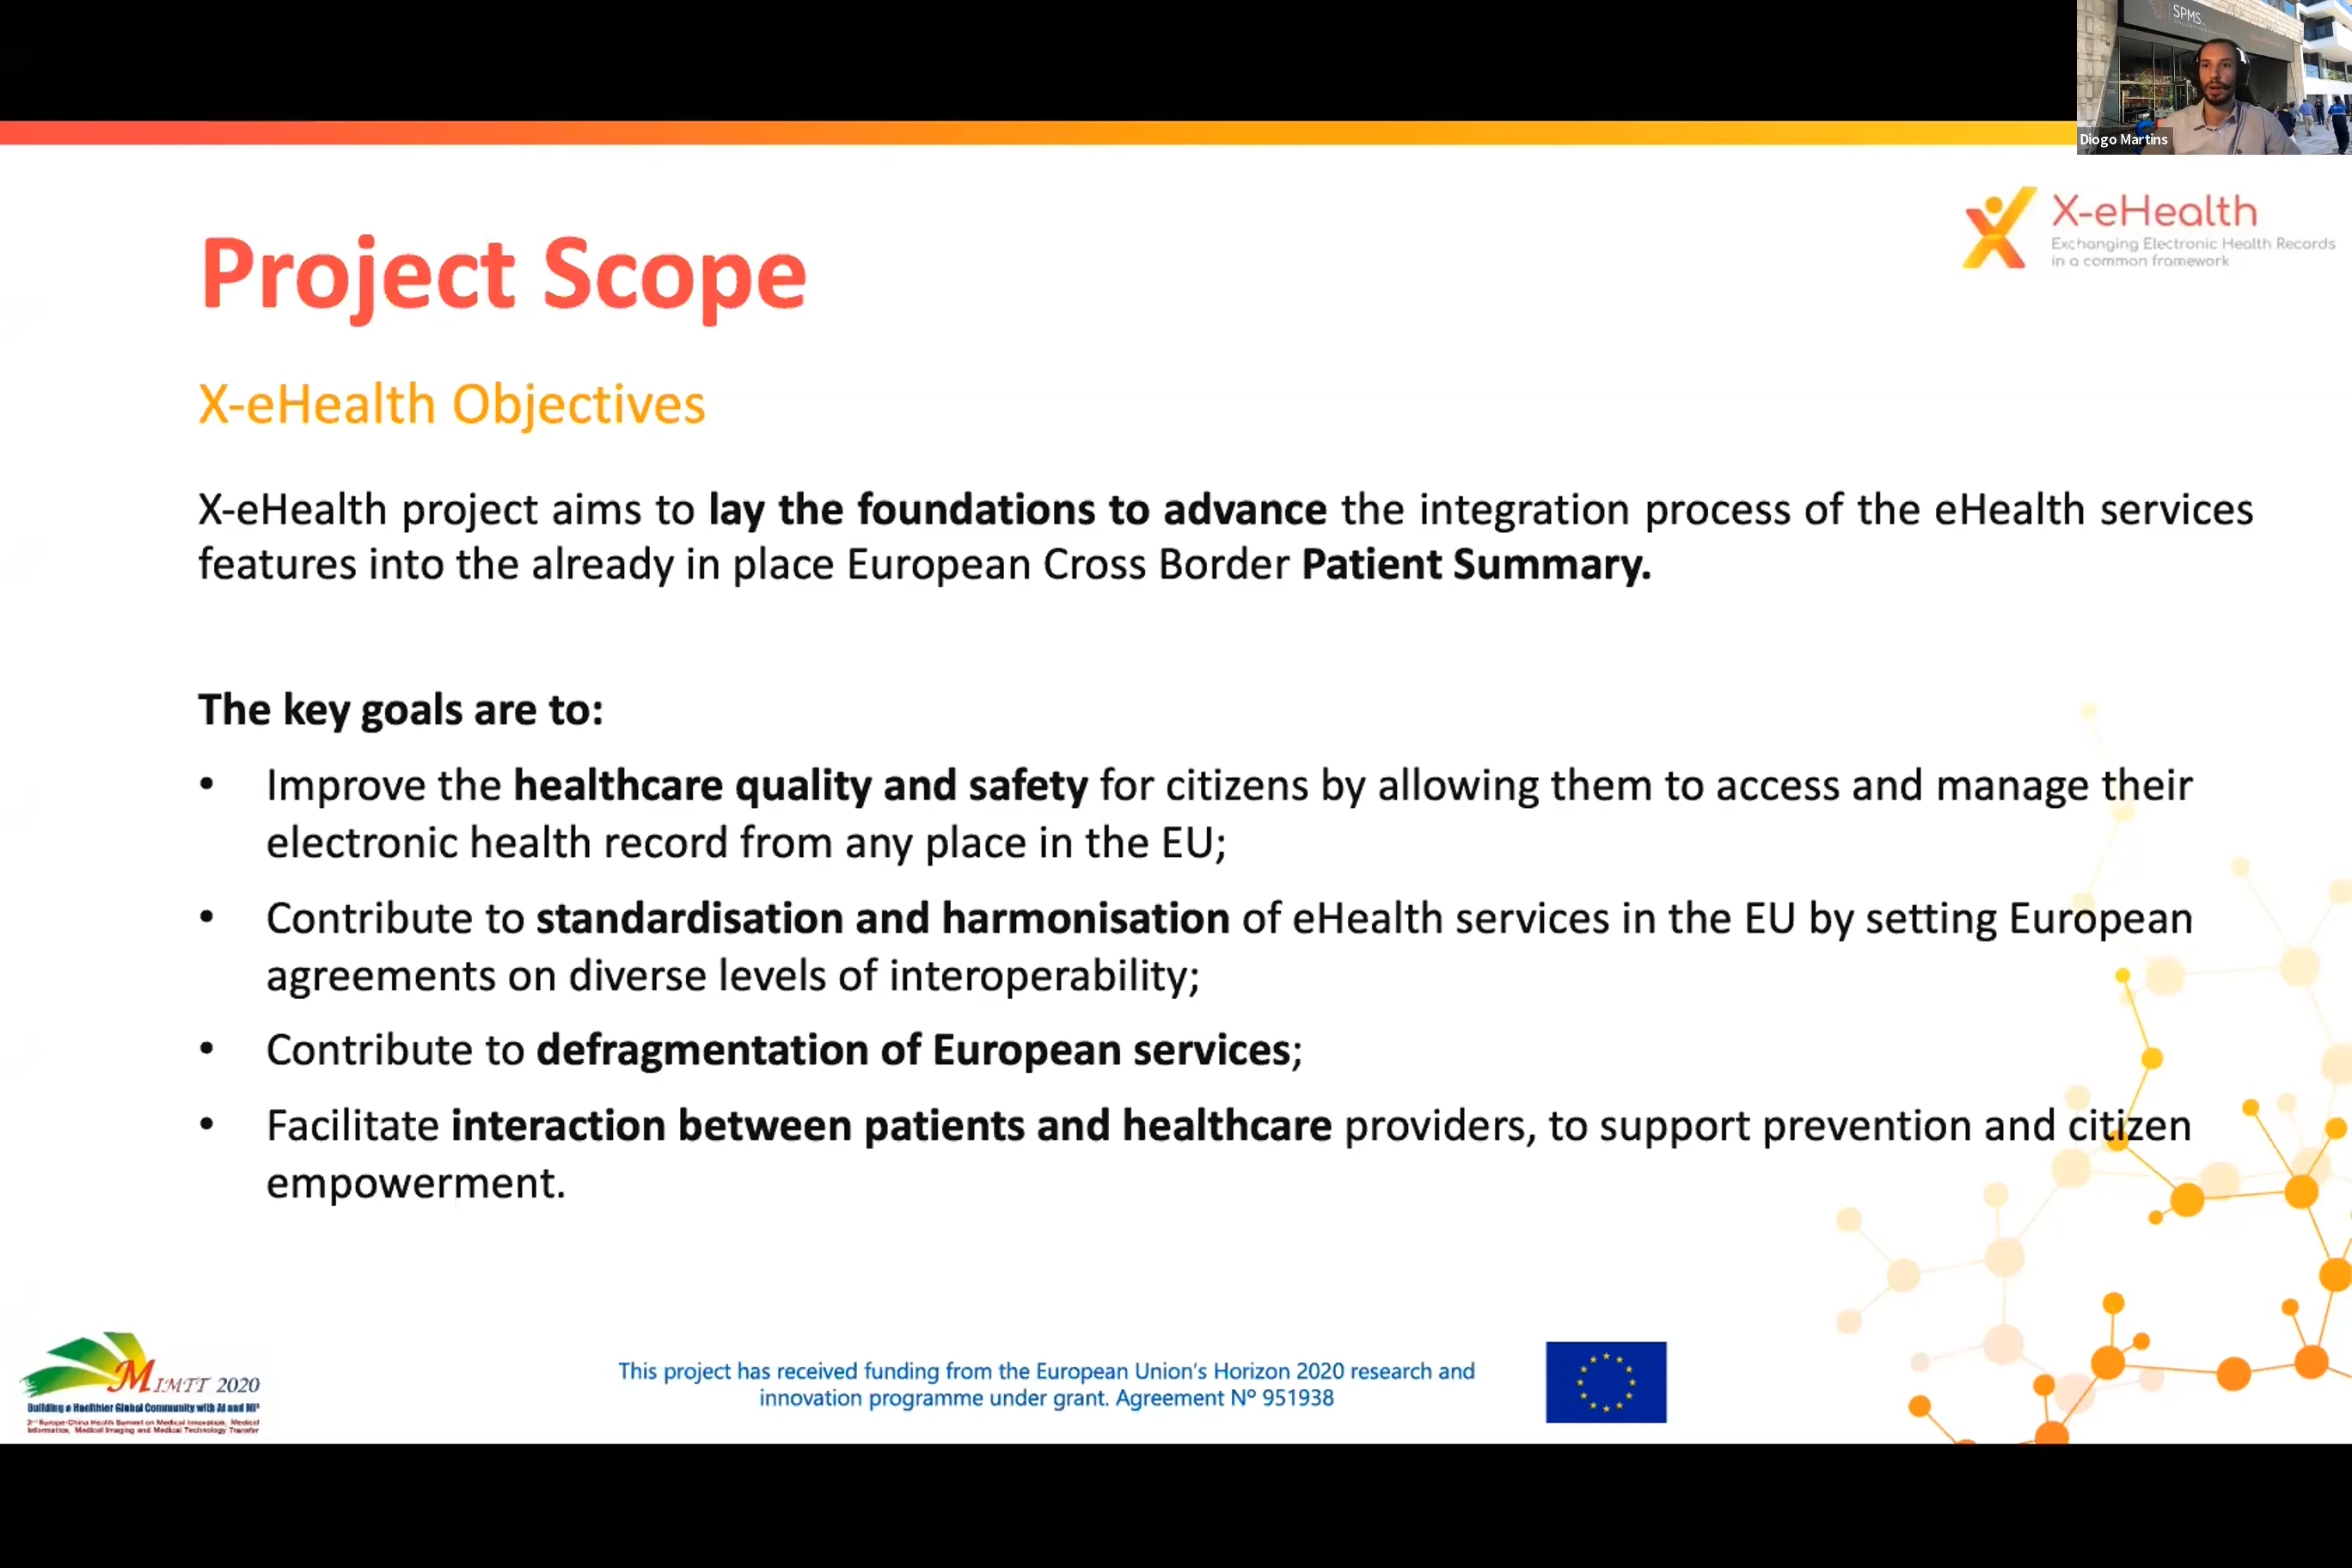 SPMS
Diogo Martins
X-eHealth
Exchanging Electronic Health Records
in a common framework
Project Scope
X-eHealth Objectives
X-eHealth project aims to lay the foundations to advance the integration process of the eHealth services
features into the already in place European Cross Border Patient Summary.
The key goals are to:
• Improve the healthcare quality and safety for citizens by allowing them to access and manage their
electronic health record from any place in the EU;
• Contribute to standardisation and harmonisation of eHealth services in the EU by setting European
agreements on diverse levels of interoperability;
• Contribute to defragmentation of European services;
• Facilitate interaction between patients and healthcare providers, to support prevention and citizen
empowerment.
MIMTT 2020
Building a Healthier Global Community with AI and MI³
2nd Europe-China Health Summit on Medical Innovation, Medical
Informatics, Medical Imaging and Medical Technology Transfer
This project has received funding from the European Union's Horizon 2020 research and
innovation programme under grant. Agreement Nº 951938